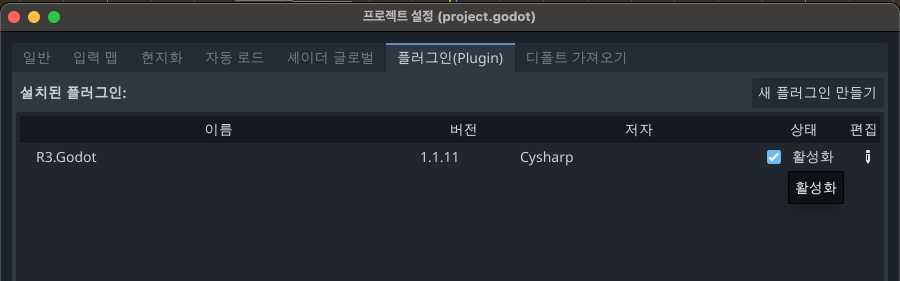 프로젝트 설정 (project.godot)
일반 입력 맵 현지화 자동 로드 셰이더 글로벌 플러그인(Plugin) 디폴트 가져오기
설치된 플러그인: 새 플러그인 만들기
이름 버전 저자 상태 편집
R3.Godot 1.1.11 Cysharp 활성화
활성화